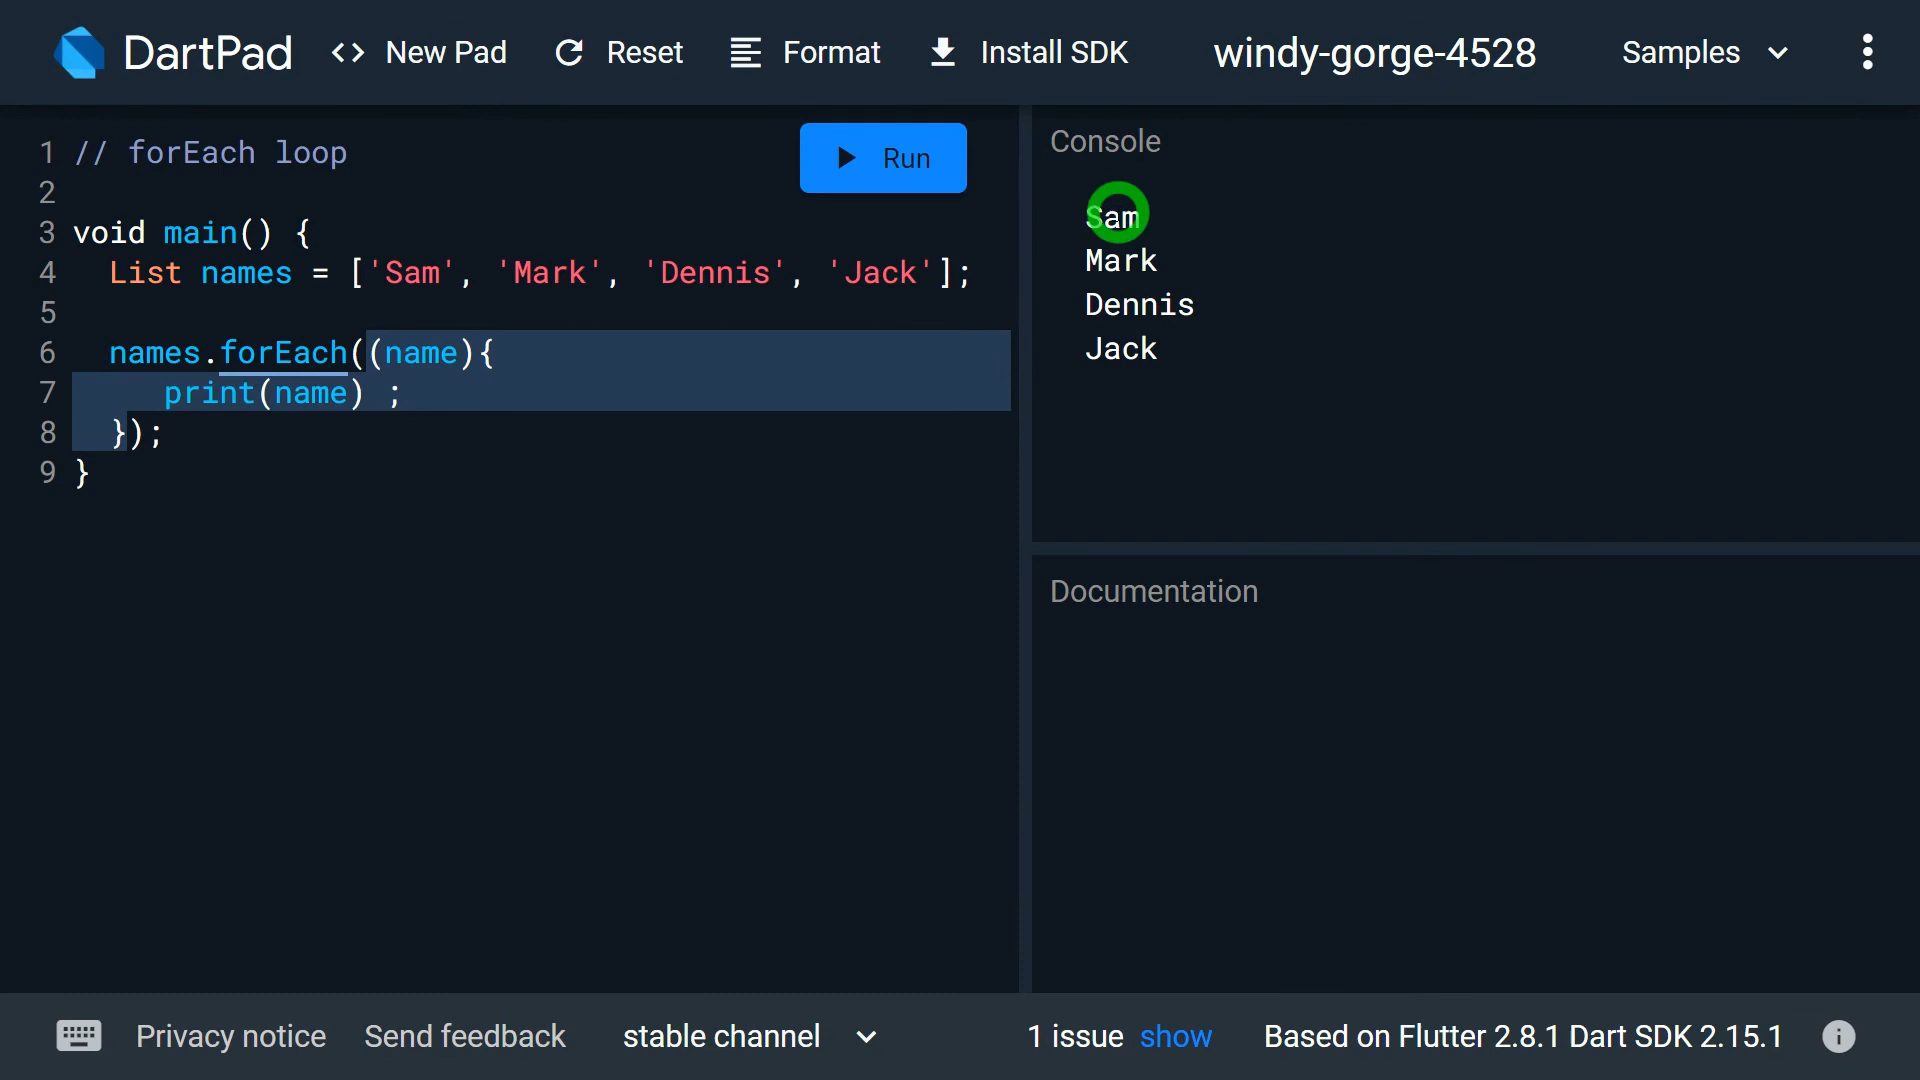 DartPad <> New Pad Reset Format Install SDK windy-gorge-4528 Samples
1 // forEach loop
Run
2
3 void main() {
4 List names = ['Sam', 'Mark', 'Dennis', 'Jack'];
5
6 names.forEach((name){
7 print(name) ;
8 });
9 }
Console
Sam
Mark
Dennis
Jack
Documentation
Privacy notice Send feedback stable channel 1 issue show Based on Flutter 2.8.1 Dart SDK 2.15.1 i